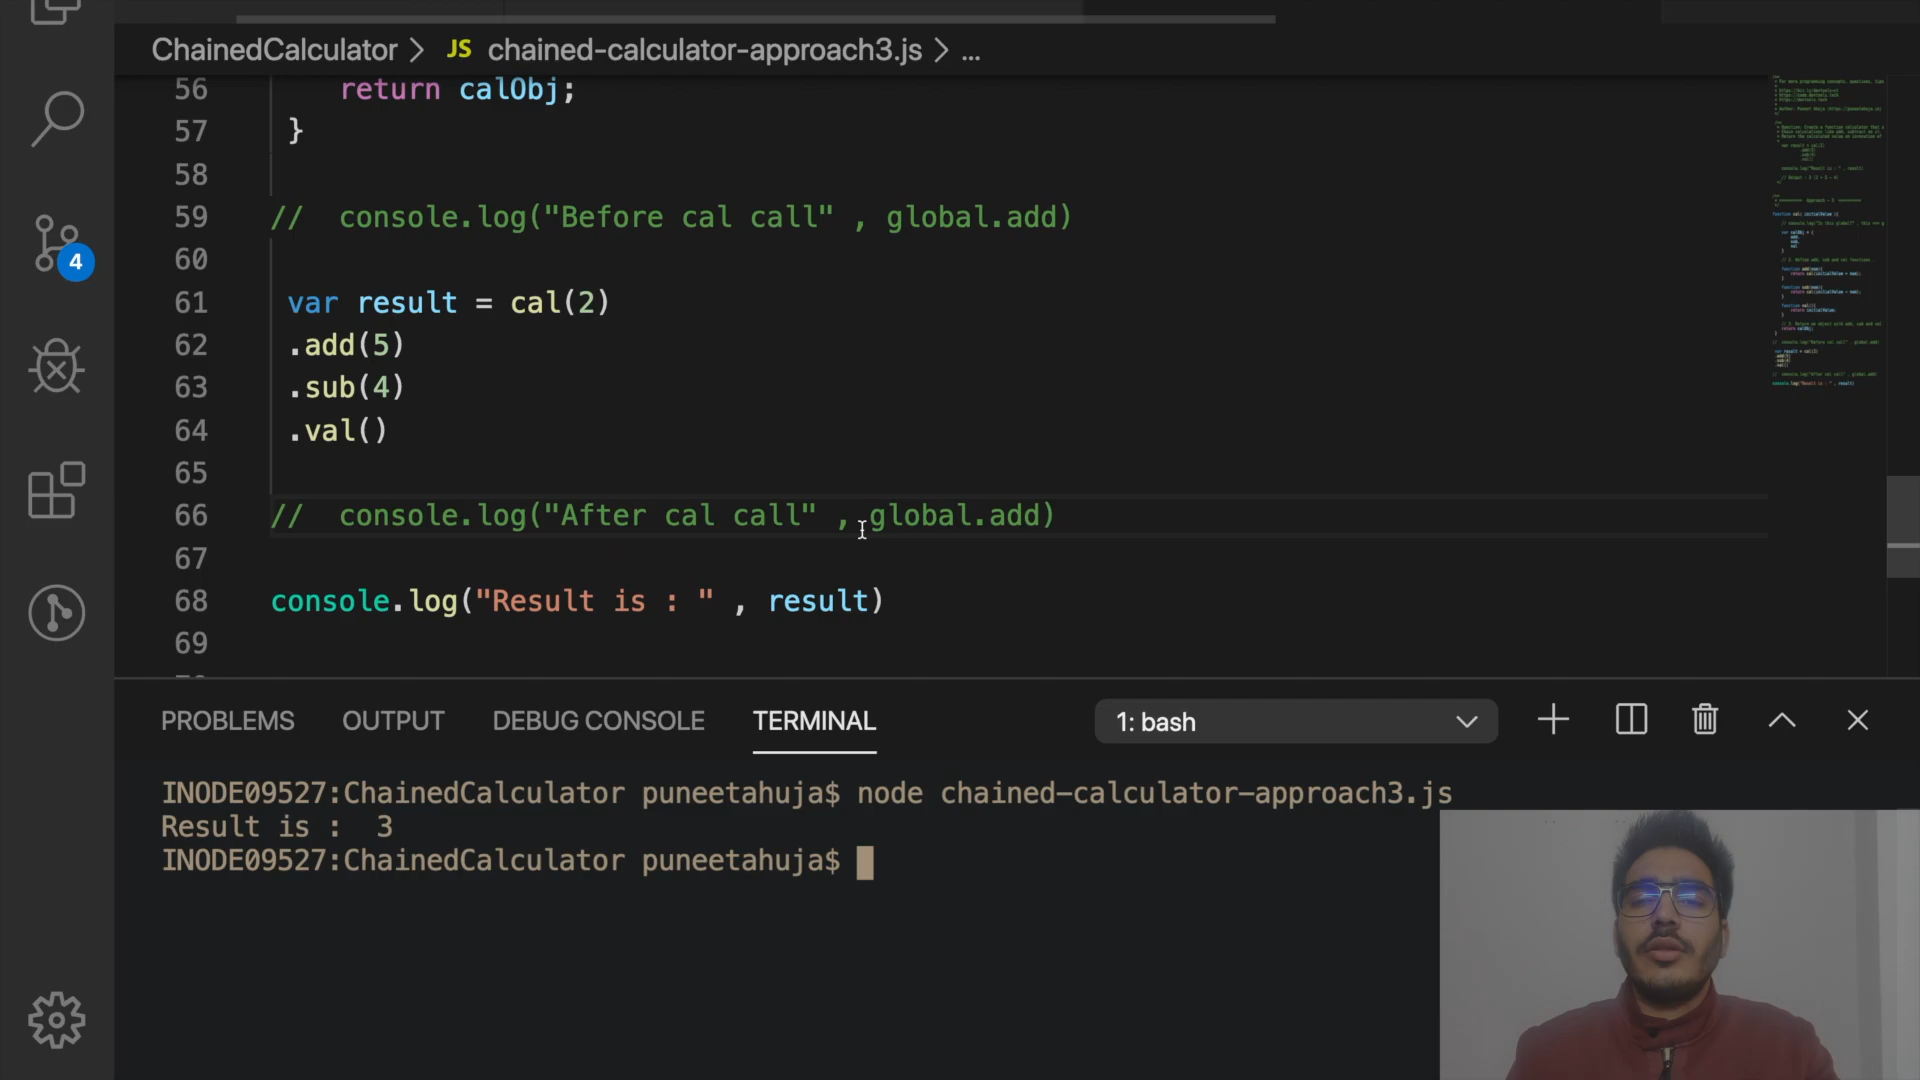 ChainedCalculator > JS chained-calculator-approach3.js > ...
56 return calObj;
57 }
58
59 // console.log("Before cal call" , global.add)
60
61 var result = cal(2)
62 .add(5)
63 .sub(4)
64 .val()
65
66 // console.log("After cal call" , global.add)
67
68 console.log("Result is : " , result)
69
4
PROBLEMS OUTPUT DEBUG CONSOLE TERMINAL 1: bash
INODE09527:ChainedCalculator puneetahuja$ node chained-calculator-approach3.js
Result is : 3
INODE09527:ChainedCalculator puneetahuja$